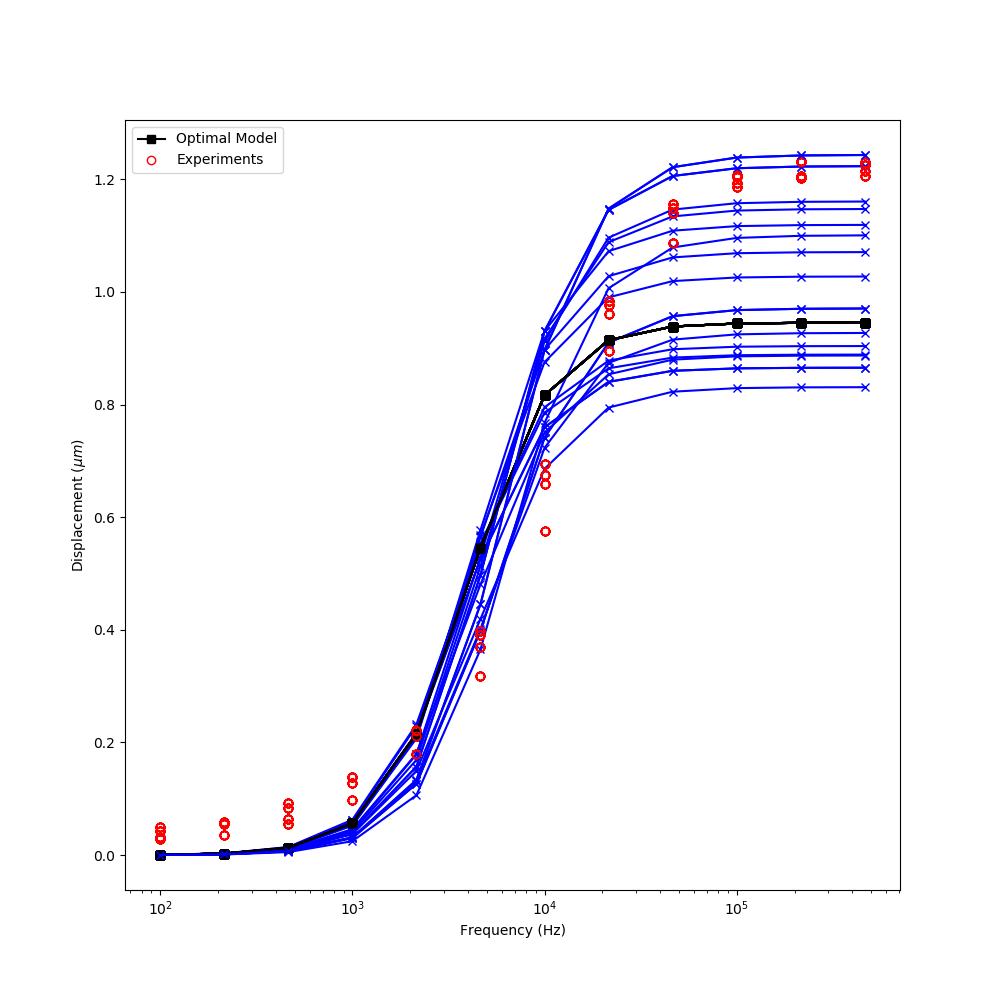 Optimal Model
Experiments
Displacement (μm)
1.2
1.0
0.8
0.6
0.4
0.2
0.0
10²
10³
10⁴
10⁵
Frequency (Hz)